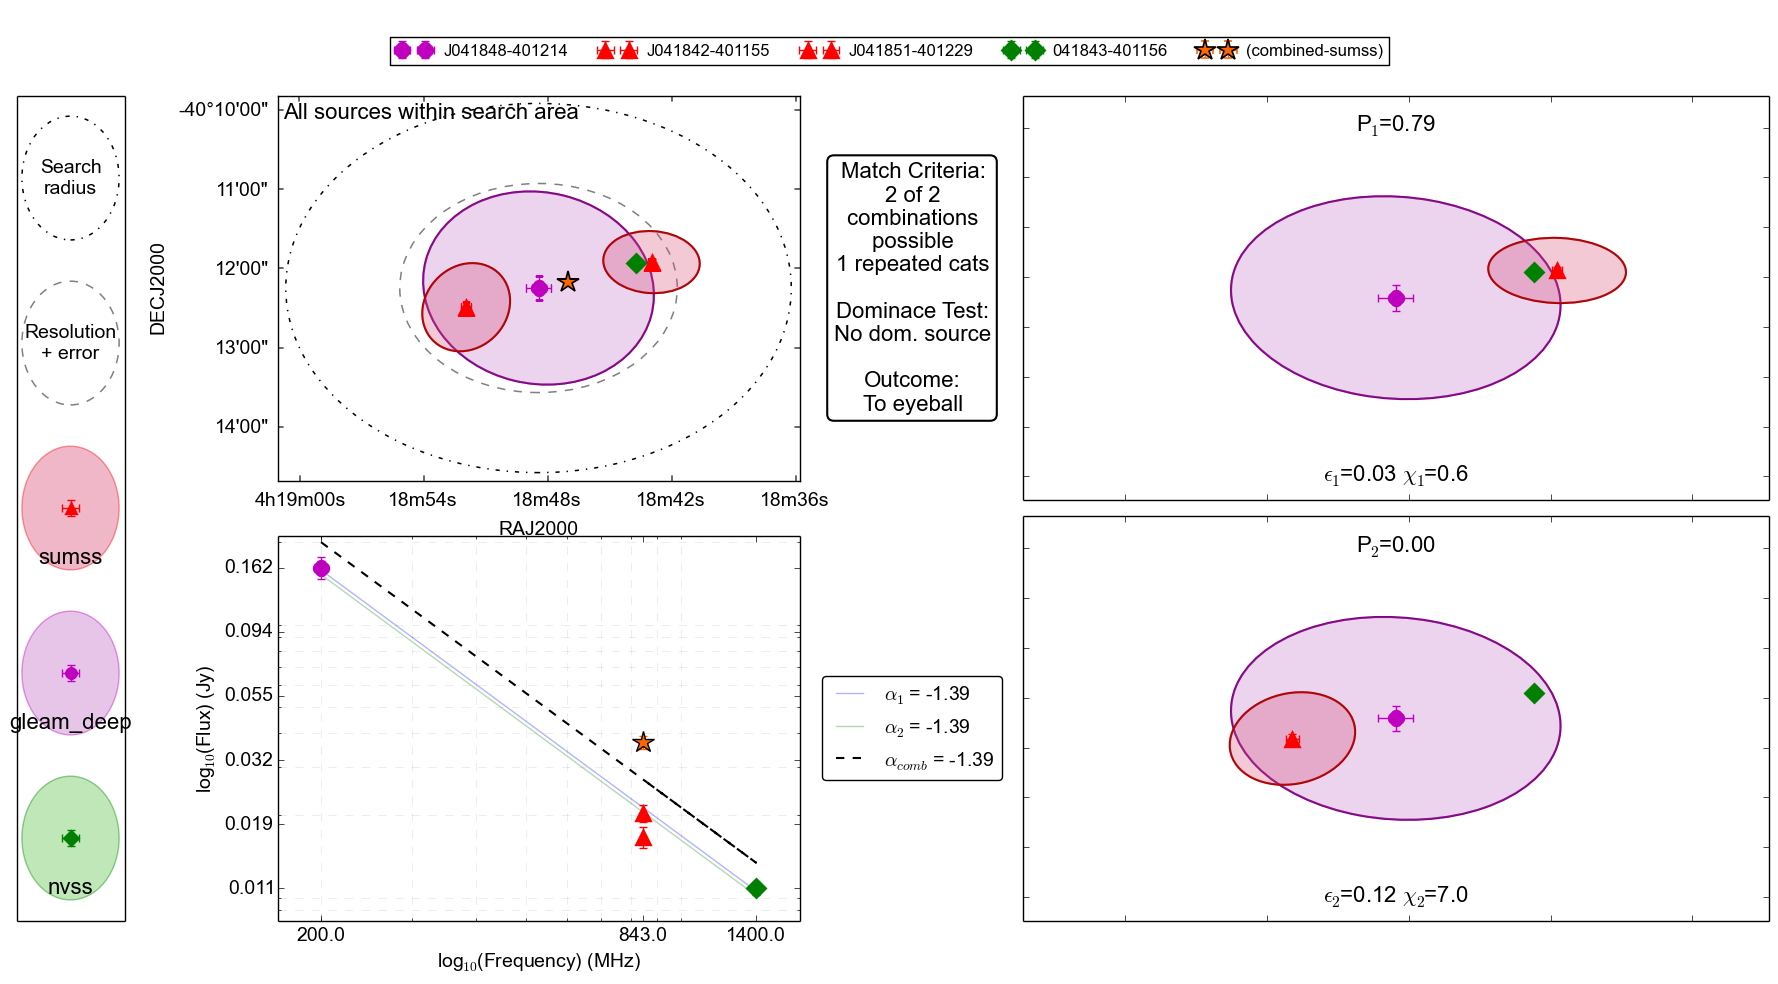 J041848-401214 J041842-401155 J041851-401229 041843-401156 (combined-sumss)
Search
radius
Resolution
+ error
sumss
gleam_deep
nvss
All sources within search area
-40°10'00"
11'00"
12'00"
13'00"
14'00"
DECJ2000
4h19m00s 18m54s 18m48s 18m42s 18m36s
RAJ2000
Match Criteria:
2 of 2
combinations
possible
1 repeated cats
Dominace Test:
No dom. source
Outcome:
To eyeball
P₁=0.79
ϵ₁=0.03 χ₁=0.6
0.162
0.094
0.055
0.032
0.019
0.011
log₁₀(Flux) (Jy)
200.0 843.0 1400.0
log₁₀(Frequency) (MHz)
α₁ = -1.39
α₂ = -1.39
α_comb = -1.39
P₂=0.00
ϵ₂=0.12 χ₂=7.0